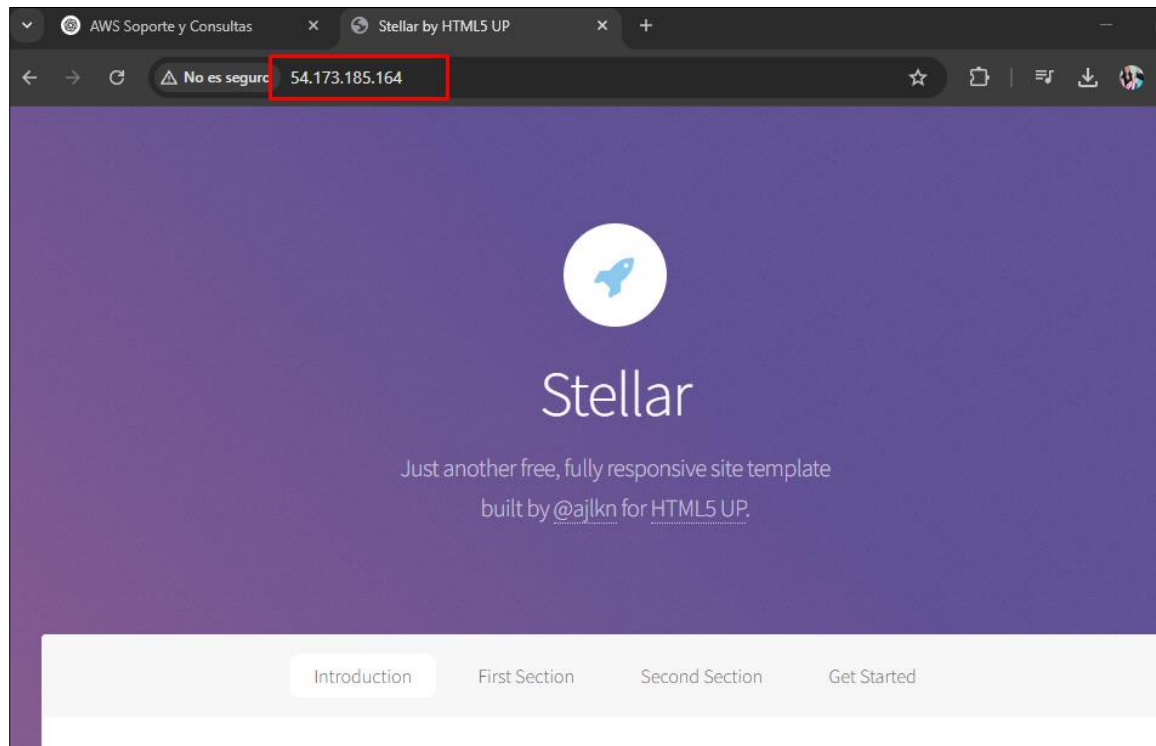 AWS Soporte y Consultas
Stellar by HTML5 UP
No es seguro
54.173.185.164
Stellar
Just another free, fully responsive site template
built by @ajlkn for HTML5 UP.
Introduction
First Section
Second Section
Get Started